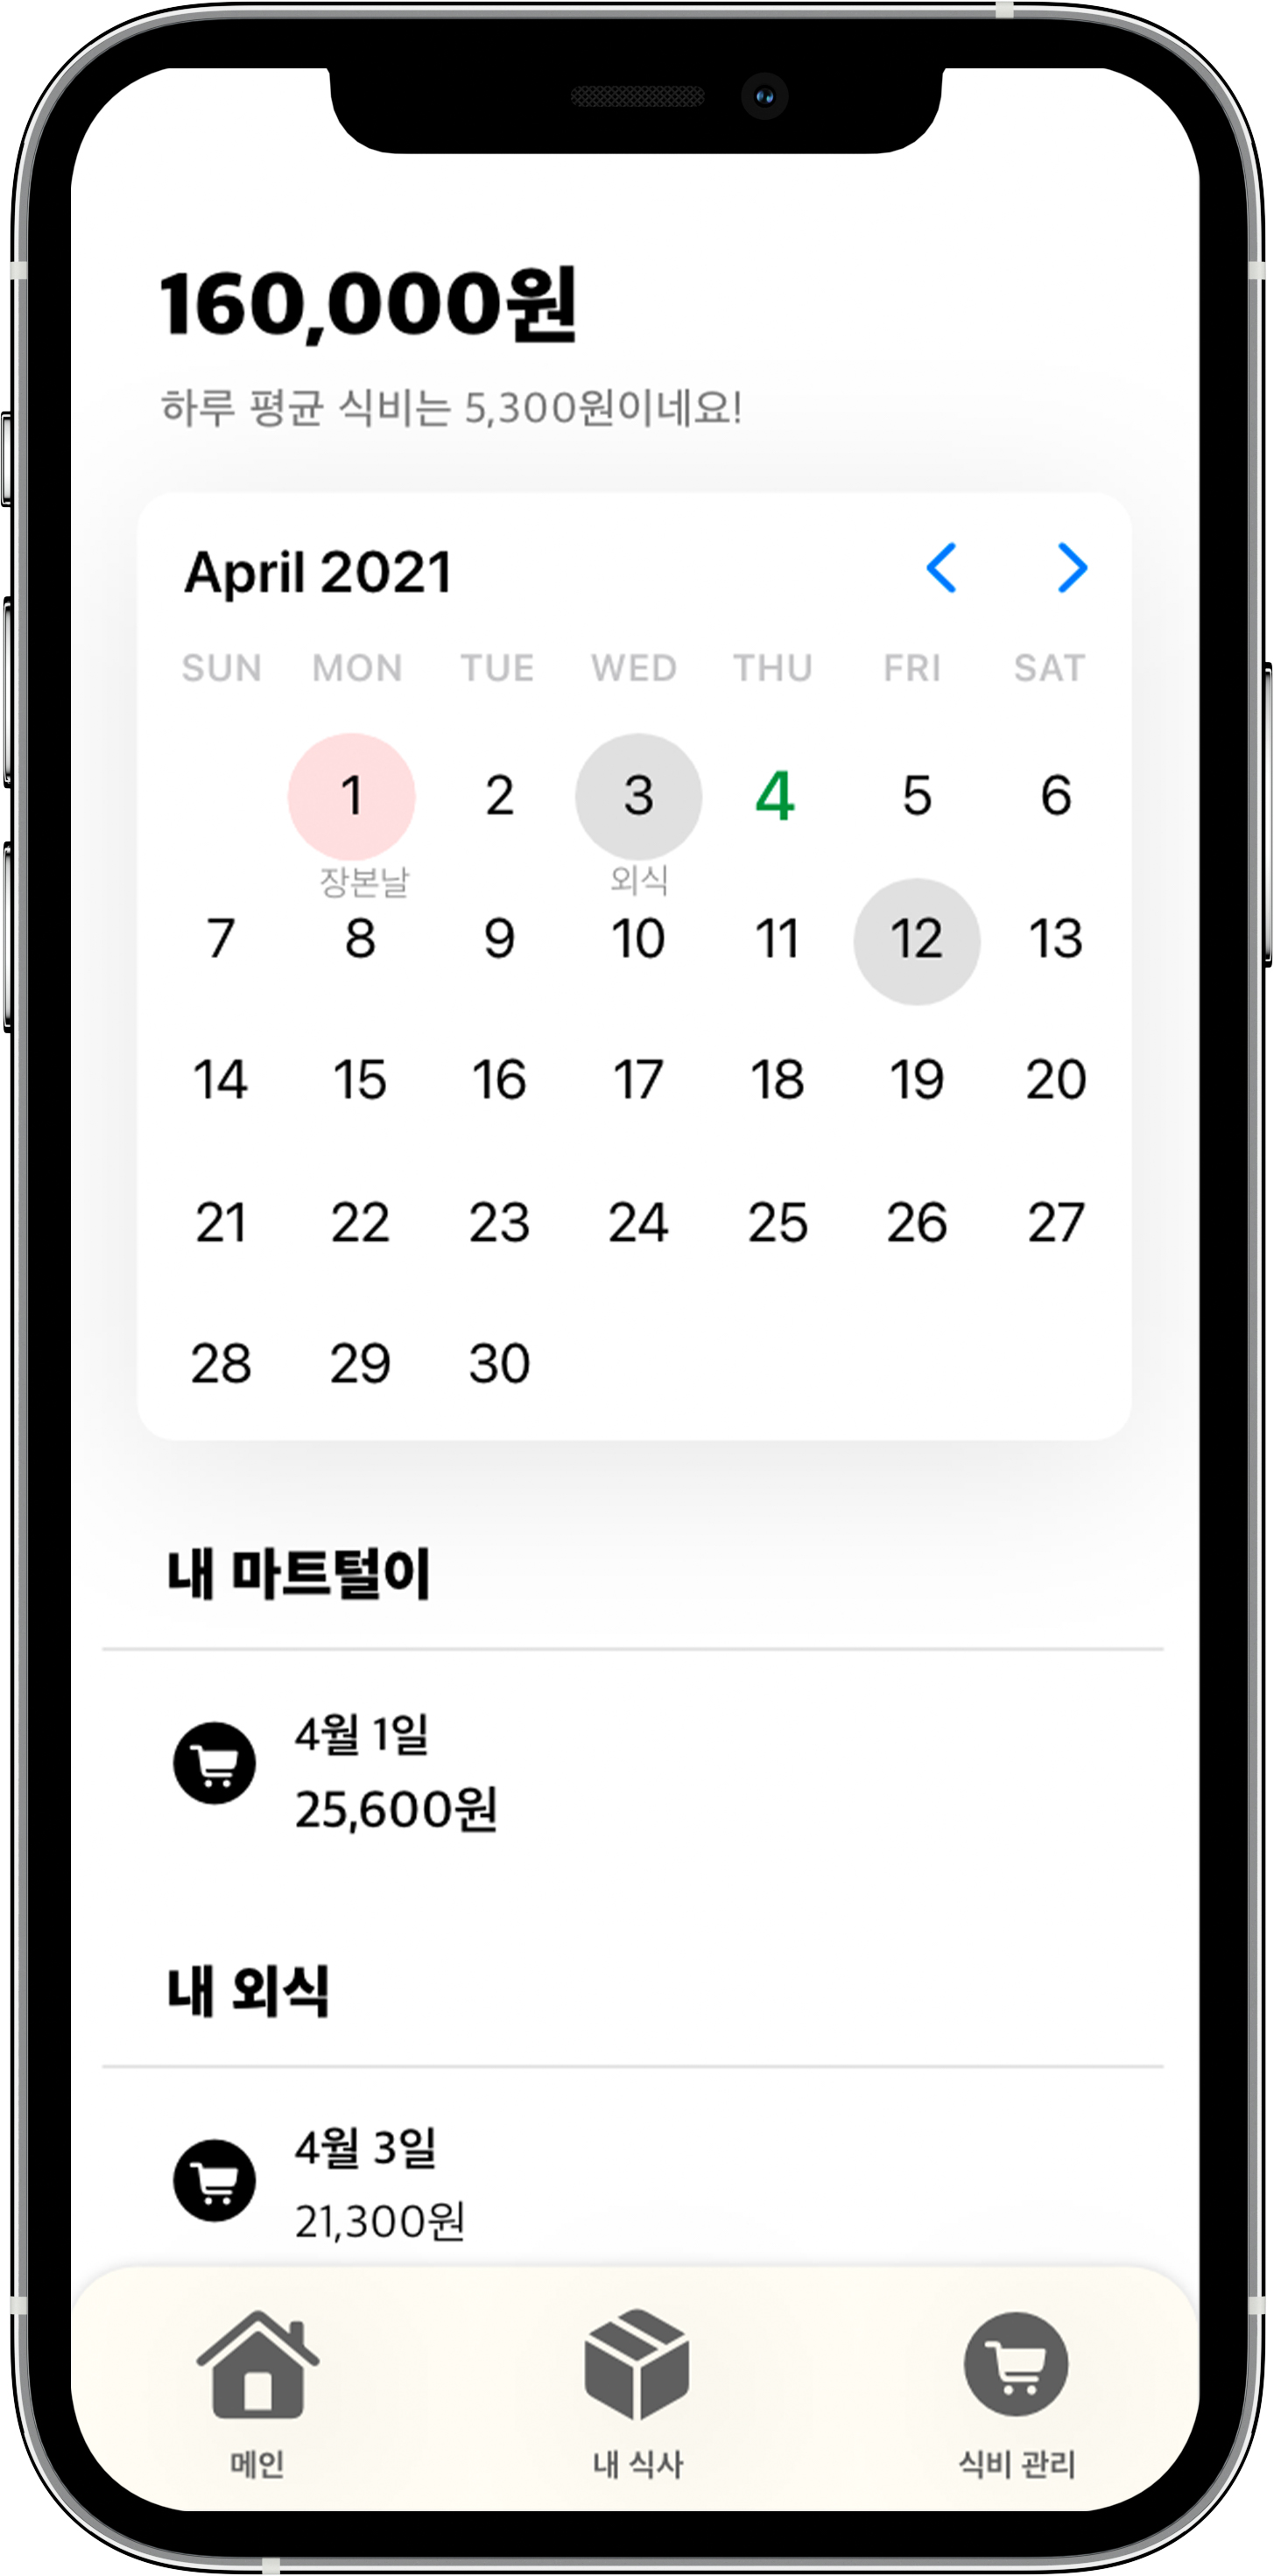 160,000원
하루 평균 식비는 5,300원이네요!
April 2021
SUN MON TUE WED THU FRI SAT
1 2 3 4 5 6
장본날 외식
7 8 9 10 11 12 13
14 15 16 17 18 19 20
21 22 23 24 25 26 27
28 29 30
내 마트털이
4월 1일
25,600원
내 외식
4월 3일
21,300원
메인 내 식사 식비 관리